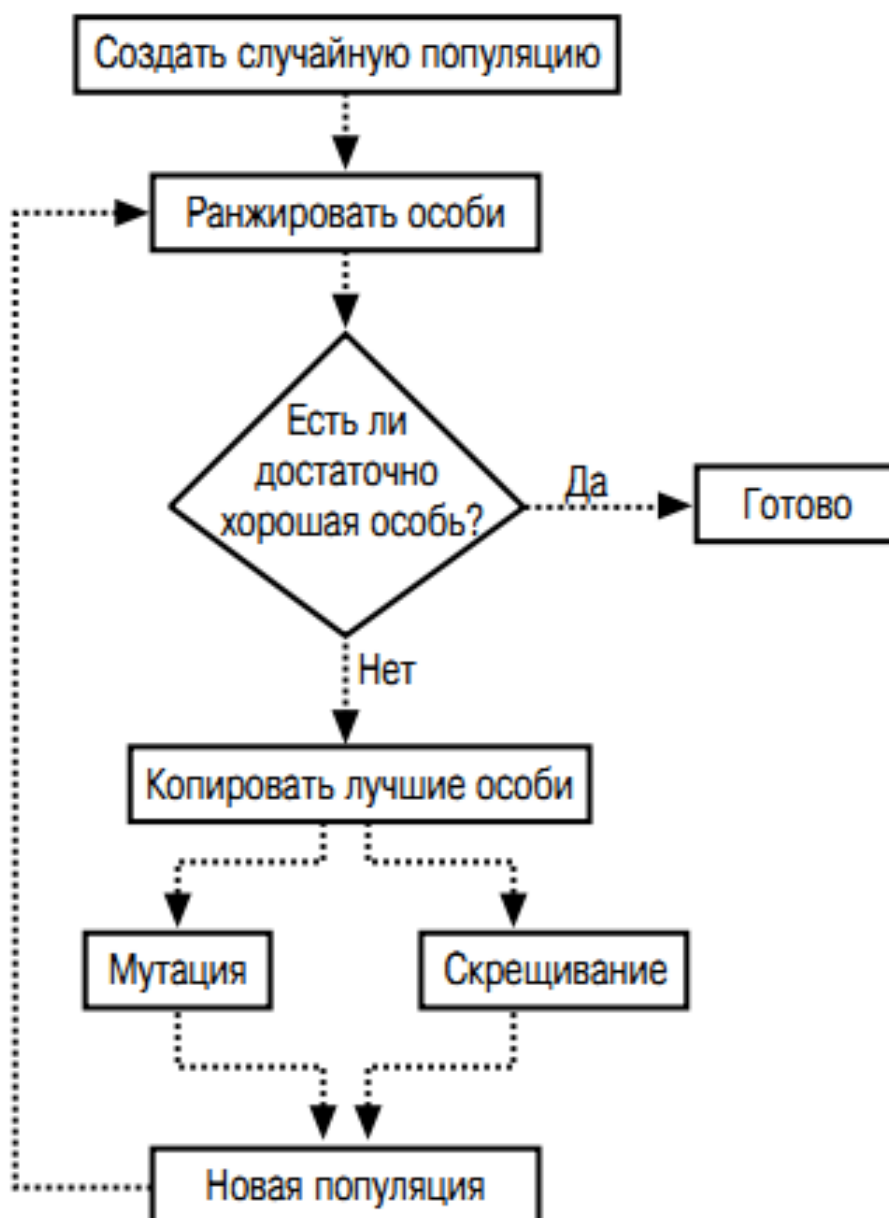 Создать случайную популяцию
Ранжировать особи
Есть ли
достаточно
хорошая особь?
Да
Готово
Нет
Копировать лучшие особи
Мутация
Скрещивание
Новая популяция